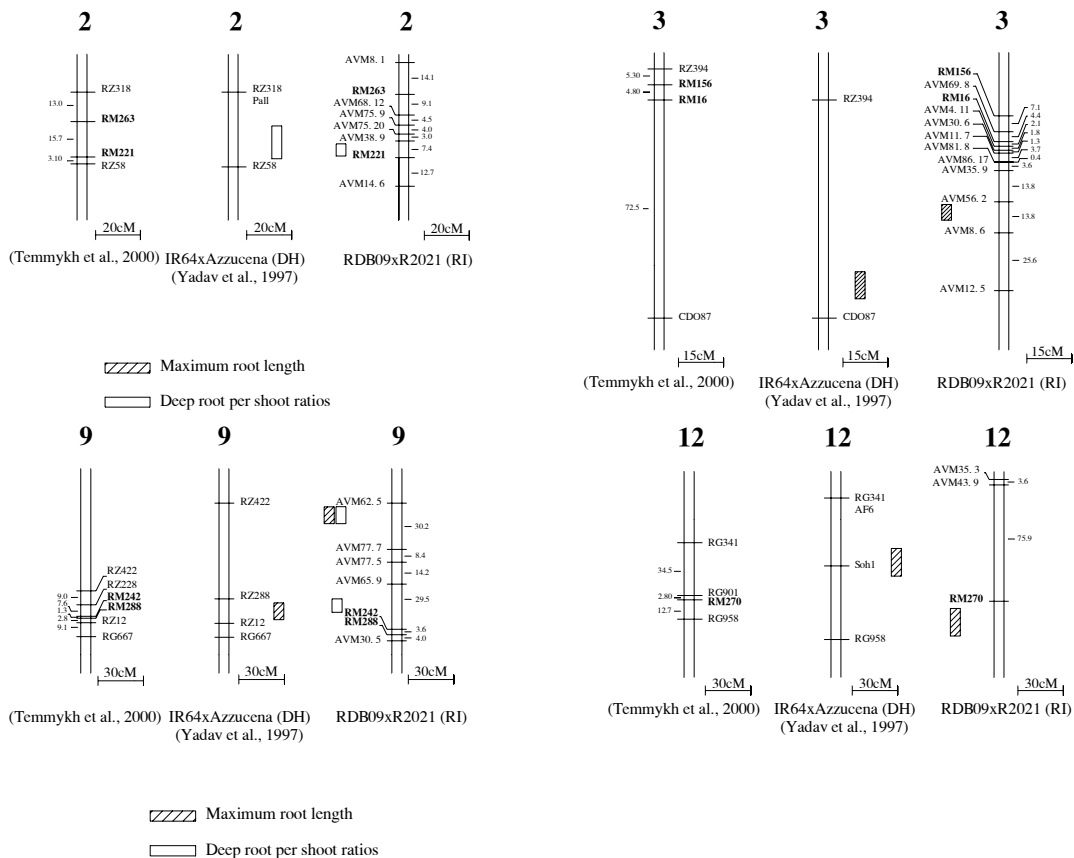 2
RZ318
13.0
RM263
15.7
RM221
3.10
RZ58
20cM
(Temmykh et al., 2000)
2
RZ318
Pall
RZ58
20cM
IR64xAzzucena (DH)
(Yadav et al., 1997)
2
AVM8. 1
14.1
RM263
9.1
AVM68. 12
AVM75. 9
4.5
AVM75. 20
4.0
AVM38. 9
3.0
7.4
RM221
12.7
AVM14. 6
20cM
RDB09xR2021 (RI)
3
RZ394
5.30
RM156
4.80
RM16
72.5
CDO87
15cM
(Temmykh et al., 2000)
3
RZ394
CDO87
15cM
IR64xAzzucena (DH)
(Yadav et al., 1997)
3
RM156
AVM69. 8
RM16
AVM4. 11
AVM30. 6
AVM11. 7
AVM81. 8
AVM86. 17
AVM35. 9
7.1
4.4
2.1
1.8
1.3
3.7
0.4
3.6
13.8
AVM56. 2
13.8
AVM8. 6
25.6
AVM12. 5
15cM
RDB09xR2021 (RI)
Maximum root length
Deep root per shoot ratios
9
RZ422
RZ228
RM242
RM288
RZ12
RG667
9.0
7.6
1.3
2.8
9.1
30cM
(Temmykh et al., 2000)
9
RZ422
RZ288
RZ12
RG667
30cM
IR64xAzzucena (DH)
(Yadav et al., 1997)
9
AVM62. 5
30.2
AVM77. 7
8.4
AVM77. 5
14.2
AVM65. 9
29.5
RM242
RM288
3.6
4.0
AVM30. 5
30cM
RDB09xR2021 (RI)
12
RG341
34.5
RG901
2.80
RM270
12.7
RG958
30cM
(Temmykh et al., 2000)
12
RG341
AF6
Soh1
RG958
30cM
IR64xAzzucena (DH)
(Yadav et al., 1997)
12
AVM35. 3
AVM43. 9
3.6
75.9
RM270
30cM
RDB09xR2021 (RI)
Maximum root length
Deep root per shoot ratios